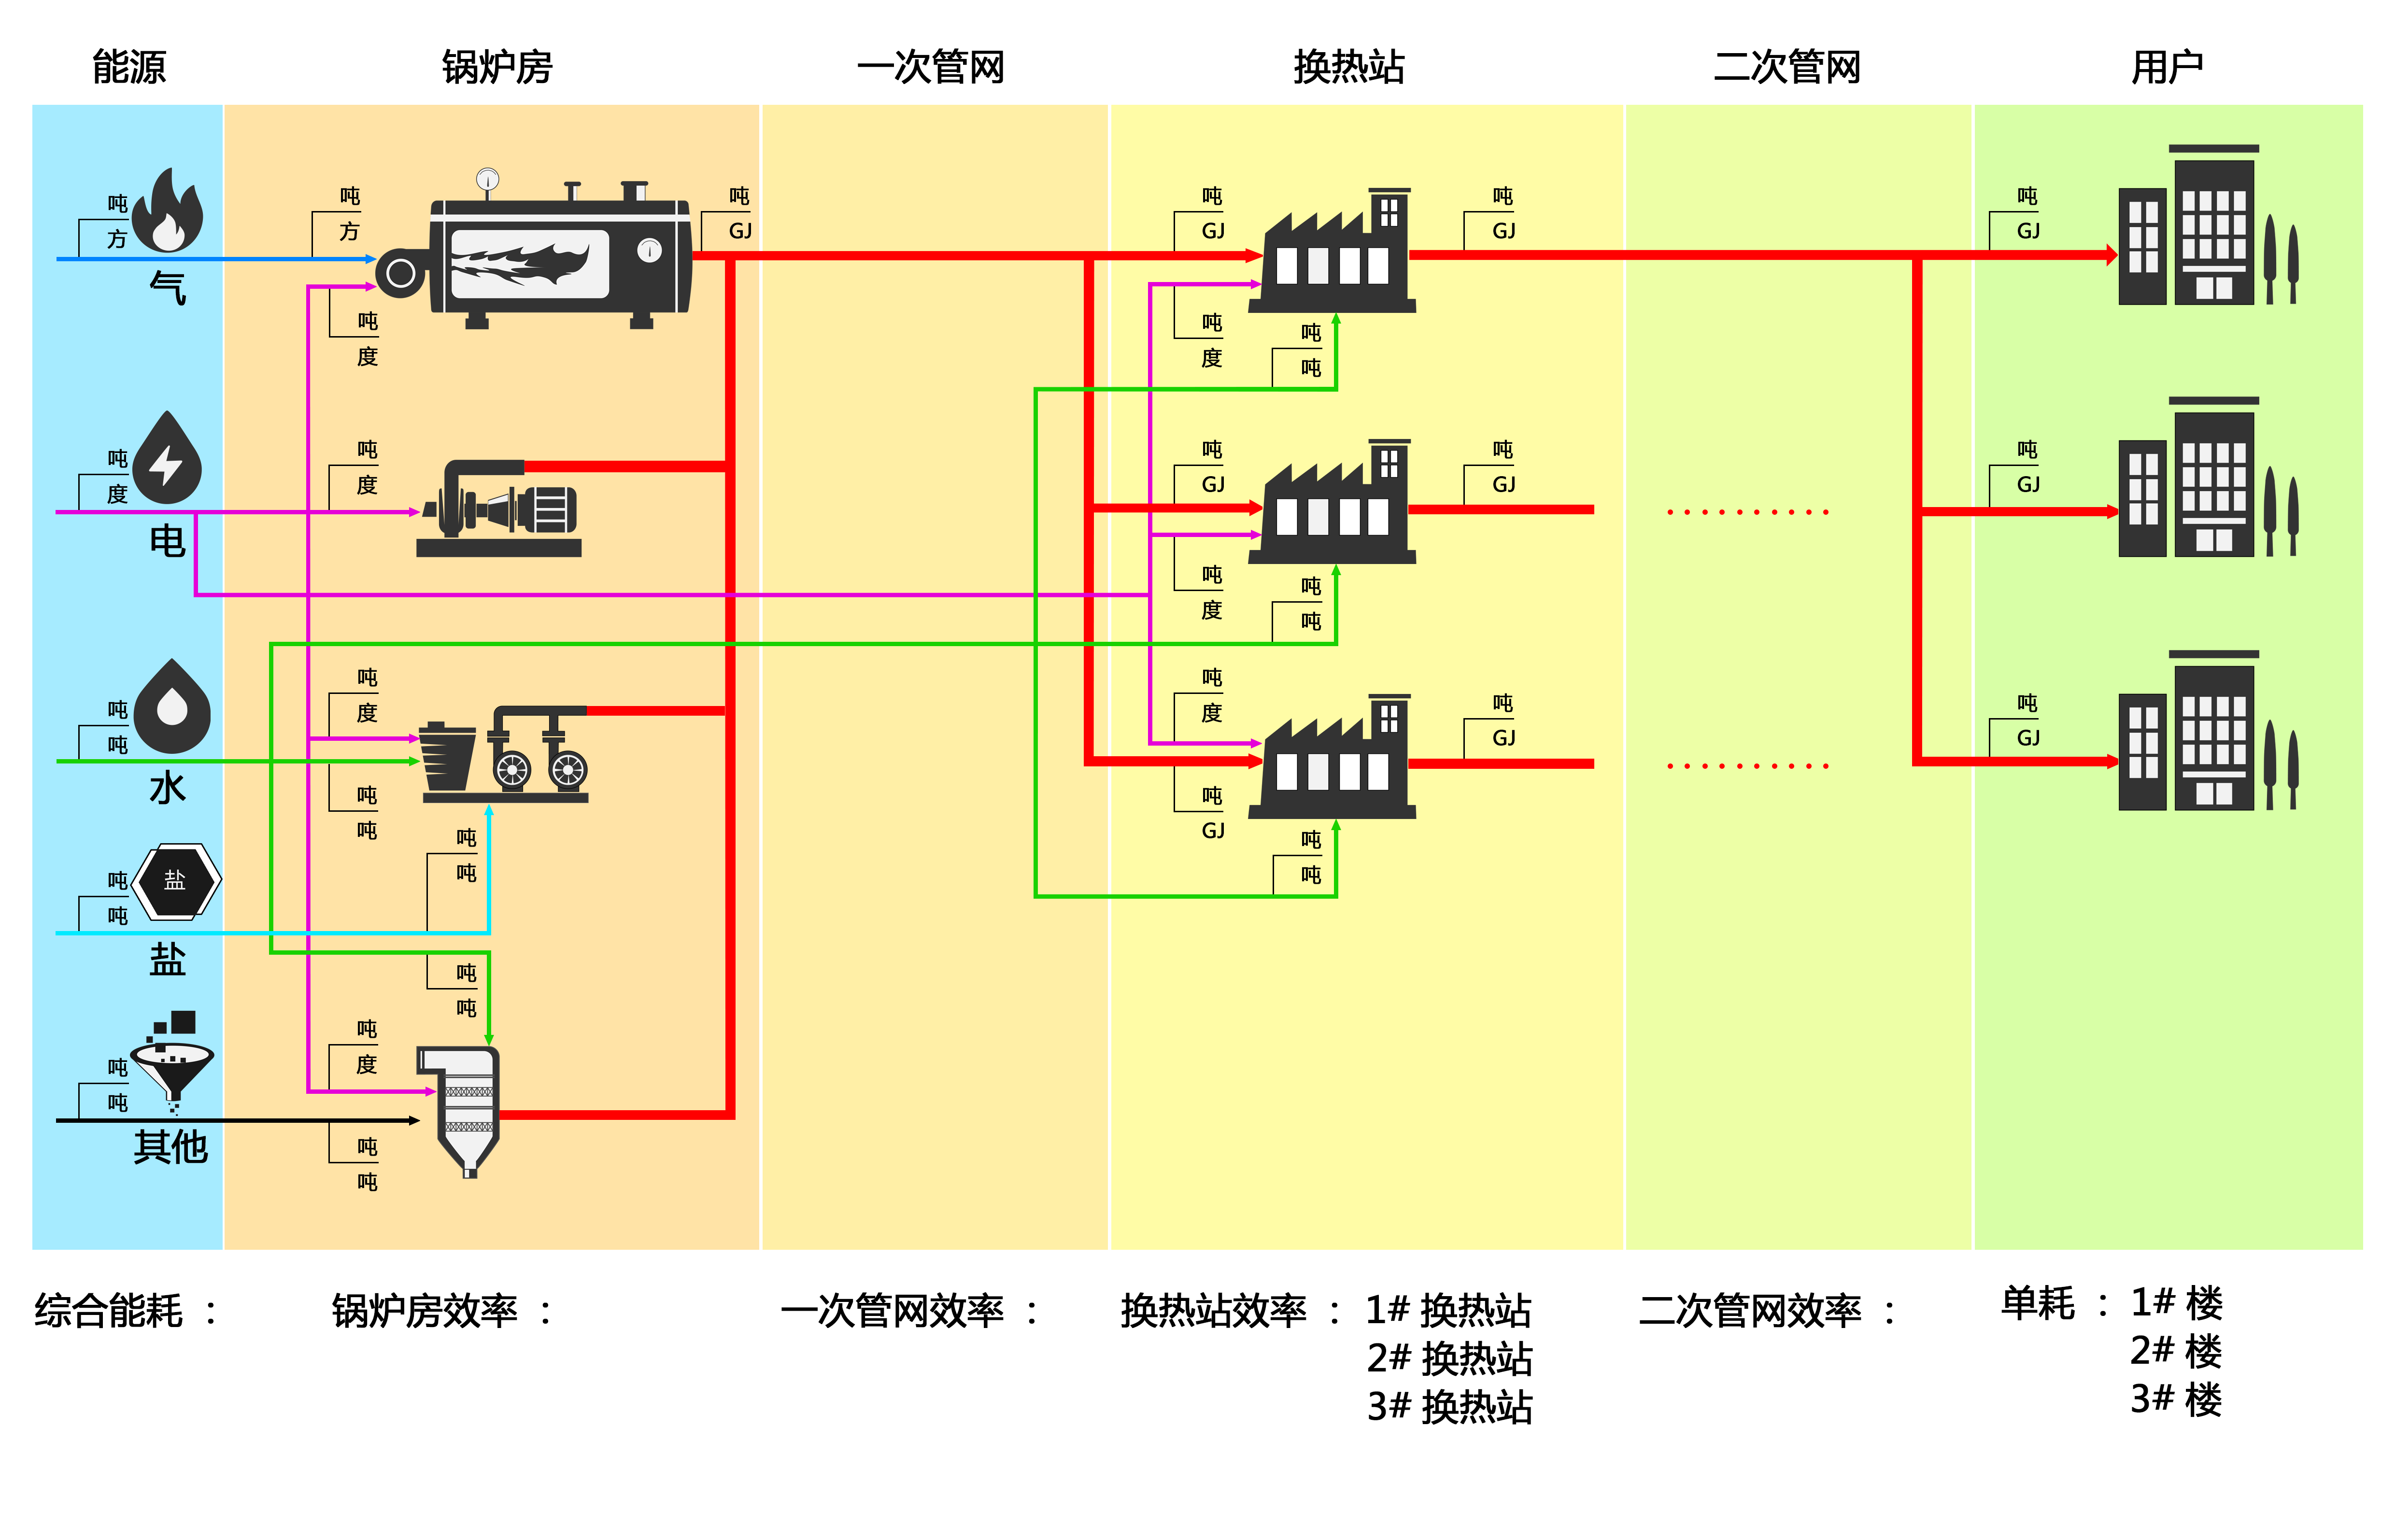 能源
锅炉房
一次管网
换热站
二次管网
用户
吨
方
气
吨
方
吨
GJ
吨
度
吨
GJ
吨
度
吨
吨
吨
GJ
吨
GJ
吨
度
电
吨
度
吨
GJ
吨
度
吨
吨
吨
GJ
吨
GJ
吨
吨
水
吨
度
吨
吨
吨
度
吨
GJ
吨
吨
吨
GJ
吨
GJ
吨
吨
盐
盐
吨
吨
吨
吨
吨
吨
其他
吨
度
吨
吨
综合能耗 ：
锅炉房效率 ：
一次管网效率 ：
换热站效率 ： 1# 换热站
2# 换热站
3# 换热站
二次管网效率 ：
单耗 ： 1# 楼
2# 楼
3# 楼